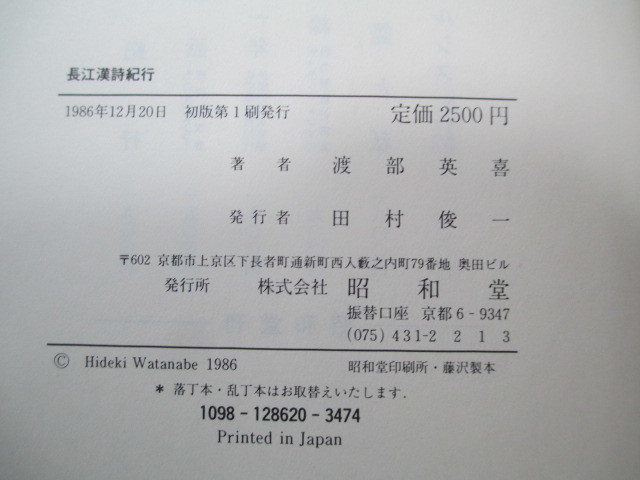 長江漢詩紀行
1986年12月20日　初版第1刷発行　定価2500円
著者　渡部英喜
発行者　田村俊一
〒602 京都市上京区下長者町通新町西入藪之内町79番地 奥田ビル
発行所　株式会社 昭和堂
振替口座 京都6-9347
(075) 431-2213
© Hideki Watanabe 1986　昭和堂印刷所・藤沢製本
* 落丁本・乱丁本はお取替えいたします。
1098-128620-3474
Printed in Japan